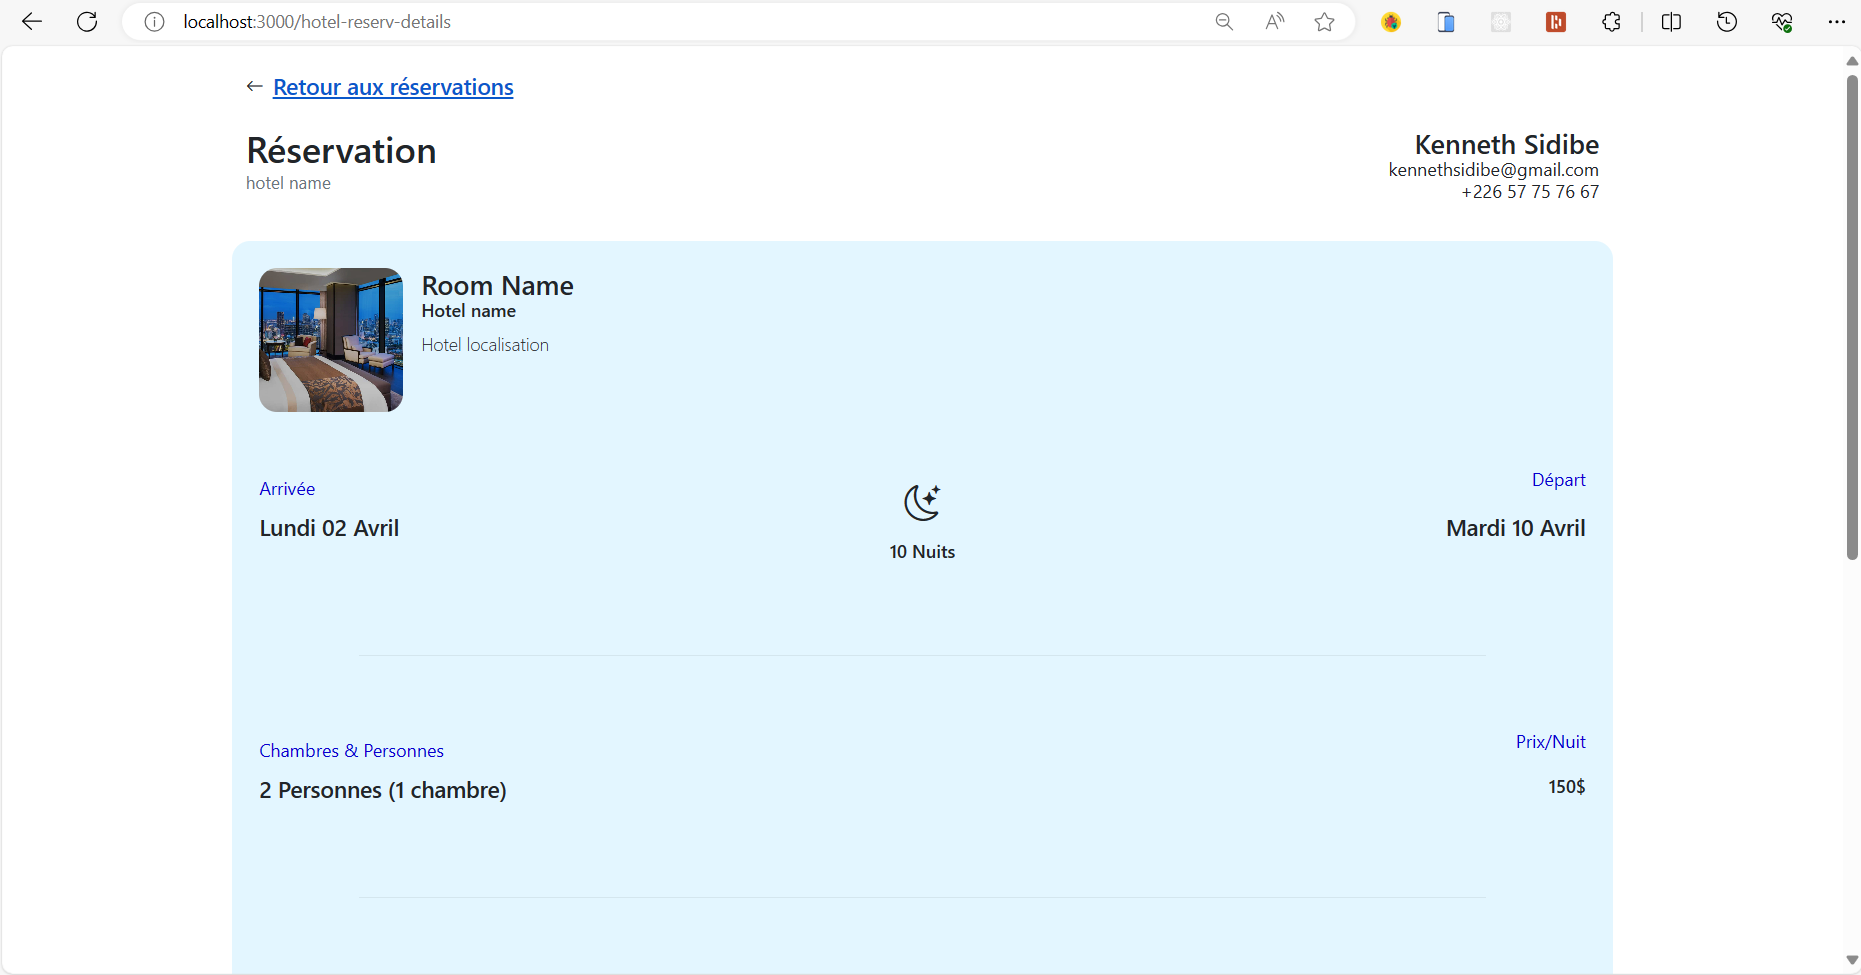 localhost:3000/hotel-reserv-details
Retour aux réservations
Réservation
hotel name
Kenneth Sidibe
kennethsidibe@gmail.com
+226 57 75 76 67
Room Name
Hotel name
Hotel localisation
Arrivée
Lundi 02 Avril
10 Nuits
Départ
Mardi 10 Avril
Chambres & Personnes
2 Personnes (1 chambre)
Prix/Nuit
150$